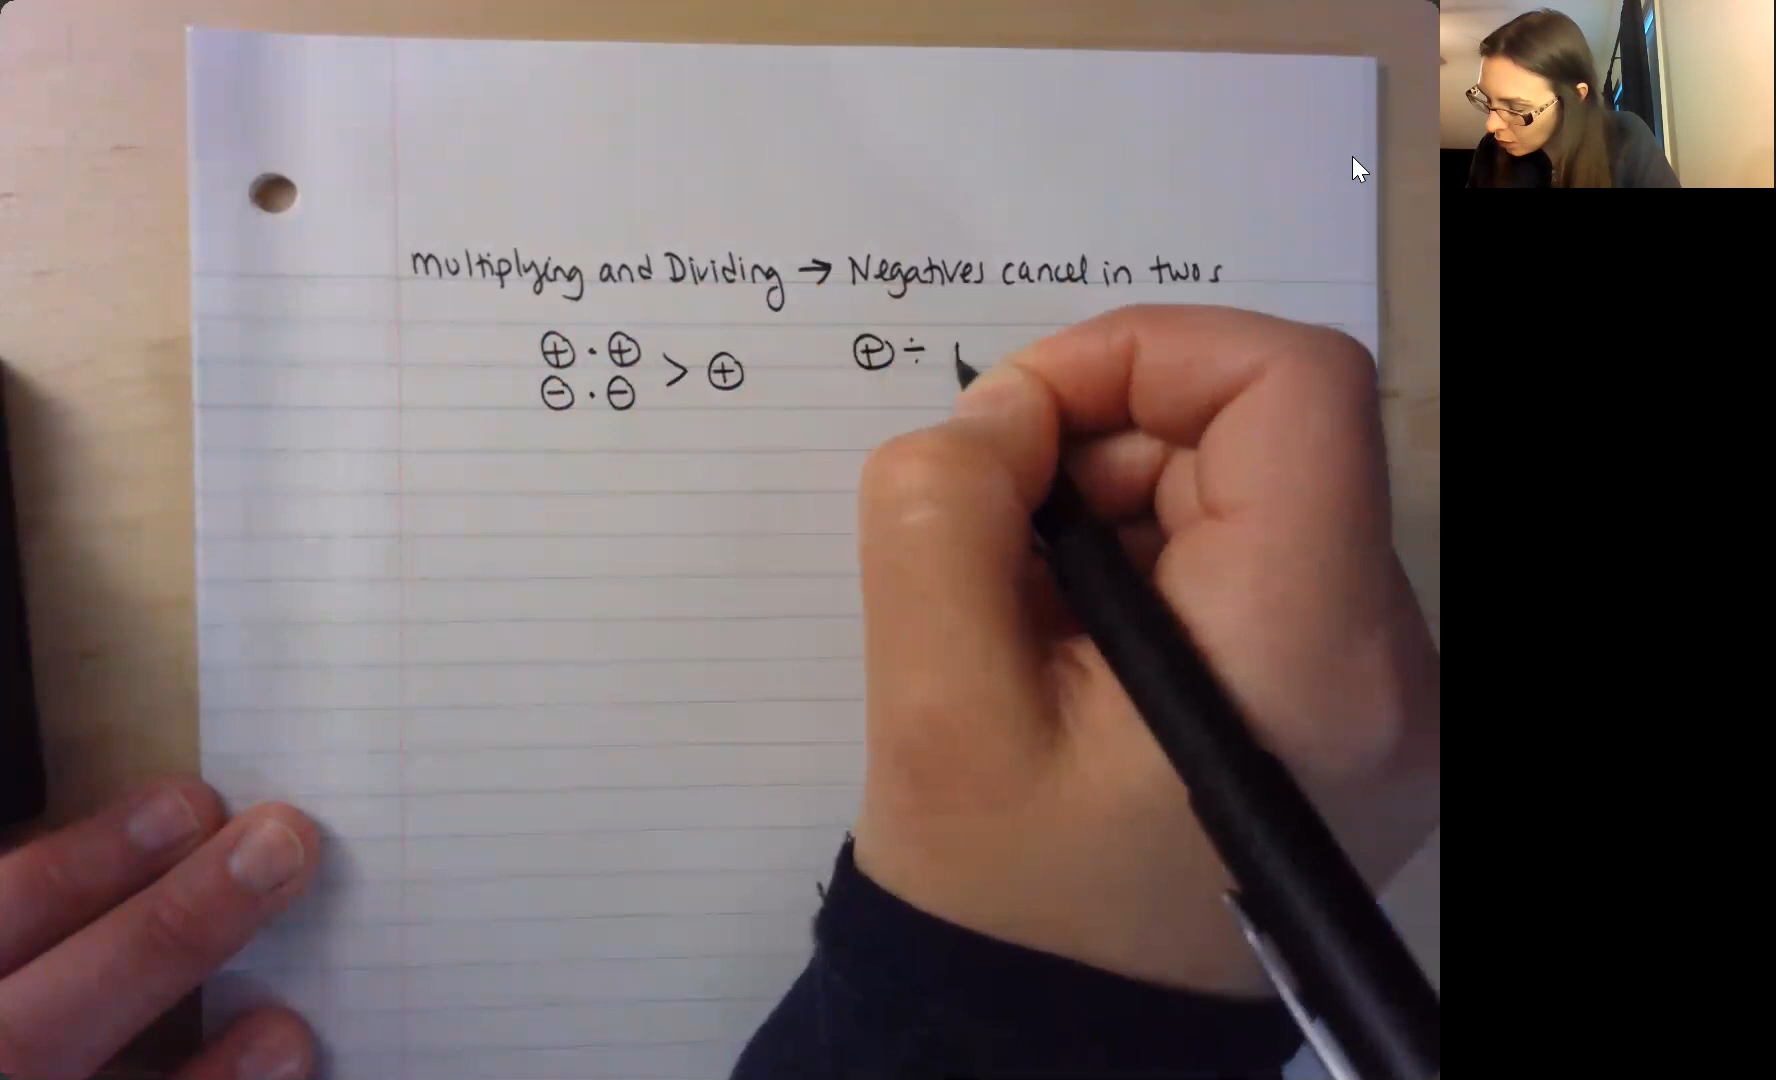 Multiplying and Dividing → Negatives cancel in twos
⊕ · ⊕ > ⊕ ⊕ ÷
⊖ · ⊖